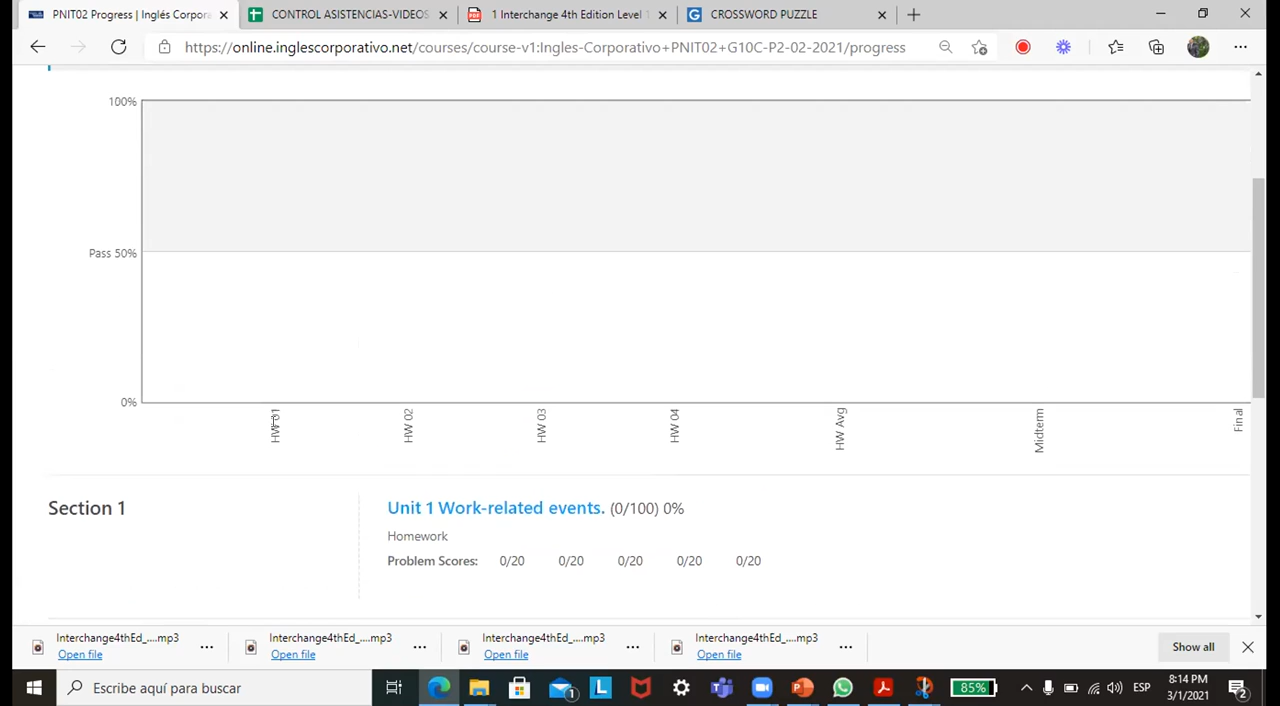 PNIT02 Progress | Inglés Corpora
CONTROL ASISTENCIAS-VIDEOS
1 Interchange 4th Edition Level 1
CROSSWORD PUZZLE
https://online.inglescorporativo.net/courses/course-v1:Ingles-Corporativo+PNIT02+G10C-P2-02-2021/progress
100%
Pass 50%
0%
HW 01
HW 02
HW 03
HW 04
HW Avg
Midterm
Final
Section 1
Unit 1 Work-related events. (0/100) 0%
Homework
Problem Scores: 0/20 0/20 0/20 0/20 0/20
Interchange4thEd_....mp3
Open file
Interchange4thEd_....mp3
Open file
Interchange4thEd_....mp3
Open file
Interchange4thEd_....mp3
Open file
Show all
Escribe aquí para buscar
85%
ESP
8:14 PM
3/1/2021